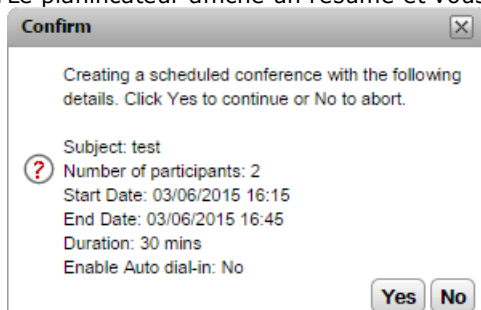 Le planificateur affiche un résumé et vous
Confirm
Creating a scheduled conference with the following
details. Click Yes to continue or No to abort.
Subject: test
Number of participants: 2
Start Date: 03/06/2015 16:15
End Date: 03/06/2015 16:45
Duration: 30 mins
Enable Auto dial-in: No
Yes No